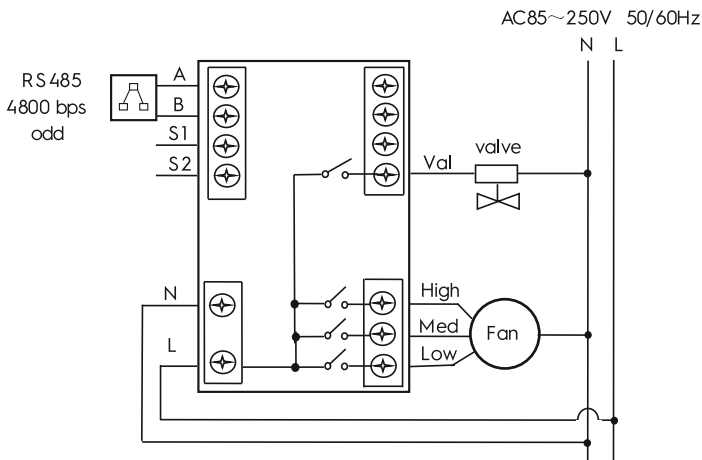 AC85～250V 50/60Hz
N L
RS485
4800 bps
odd
A
B
S1
S2
Val
valve
N
L
High
Med
Low
Fan